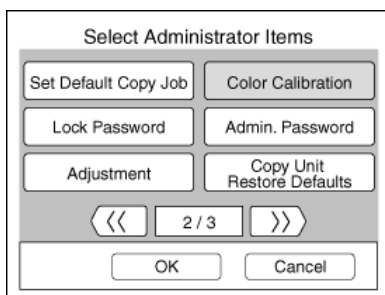 Select Administrator Items
Set Default Copy Job
Color Calibration
Lock Password
Admin. Password
Adjustment
Copy Unit
Restore Defaults
<< 2 / 3 >>
OK
Cancel